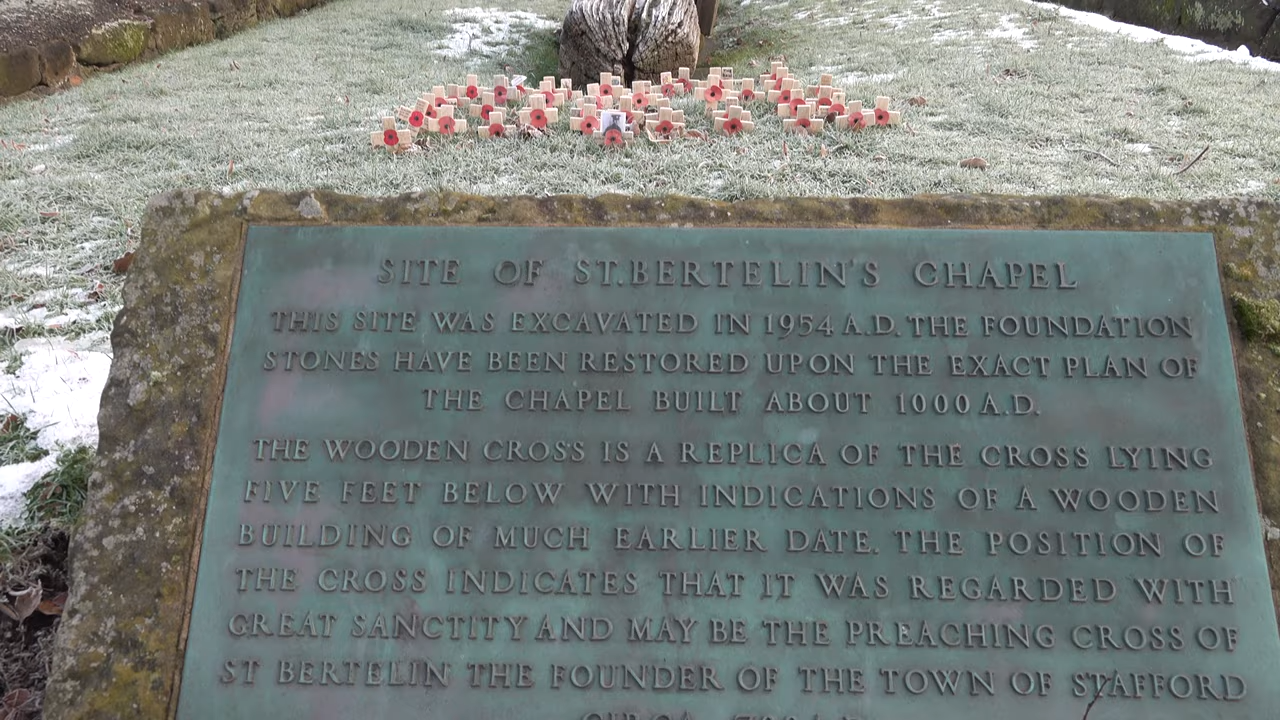 SITE OF ST.BERTELIN'S CHAPEL
THIS SITE WAS EXCAVATED IN 1954 A.D. THE FOUNDATION
STONES HAVE BEEN RESTORED UPON THE EXACT PLAN OF
THE CHAPEL BUILT ABOUT 1000 A.D.
THE WOODEN CROSS IS A REPLICA OF THE CROSS LYING
FIVE FEET BELOW WITH INDICATIONS OF A WOODEN
BUILDING OF MUCH EARLIER DATE. THE POSITION OF
THE CROSS INDICATES THAT IT WAS REGARDED WITH
GREAT SANCTITY AND MAY BE THE PREACHING CROSS OF
ST BERTELIN THE FOUNDER OF THE TOWN OF STAFFORD